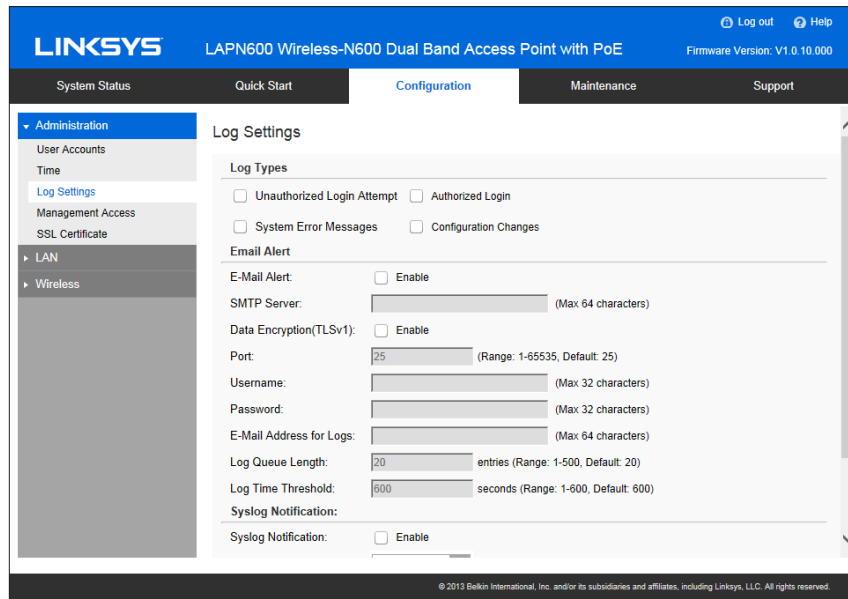 Log out Help
LINKSYS LAPN600 Wireless-N600 Dual Band Access Point with PoE Firmware Version: V1.0.10.000
System Status Quick Start Configuration Maintenance Support
Administration
User Accounts
Time
Log Settings
Management Access
SSL Certificate
LAN
Wireless
Log Settings
Log Types
Unauthorized Login Attempt Authorized Login
System Error Messages Configuration Changes
Email Alert
E-Mail Alert: Enable
SMTP Server: (Max 64 characters)
Data Encryption(TLSv1): Enable
Port: 25 (Range: 1-65535, Default: 25)
Username: (Max 32 characters)
Password: (Max 32 characters)
E-Mail Address for Logs: (Max 64 characters)
Log Queue Length: 20 entries (Range: 1-500, Default: 20)
Log Time Threshold: 600 seconds (Range: 1-600, Default: 600)
Syslog Notification:
Syslog Notification: Enable
© 2013 Belkin International, Inc. and/or its subsidiaries and affiliates, including Linksys, LLC. All rights reserved.